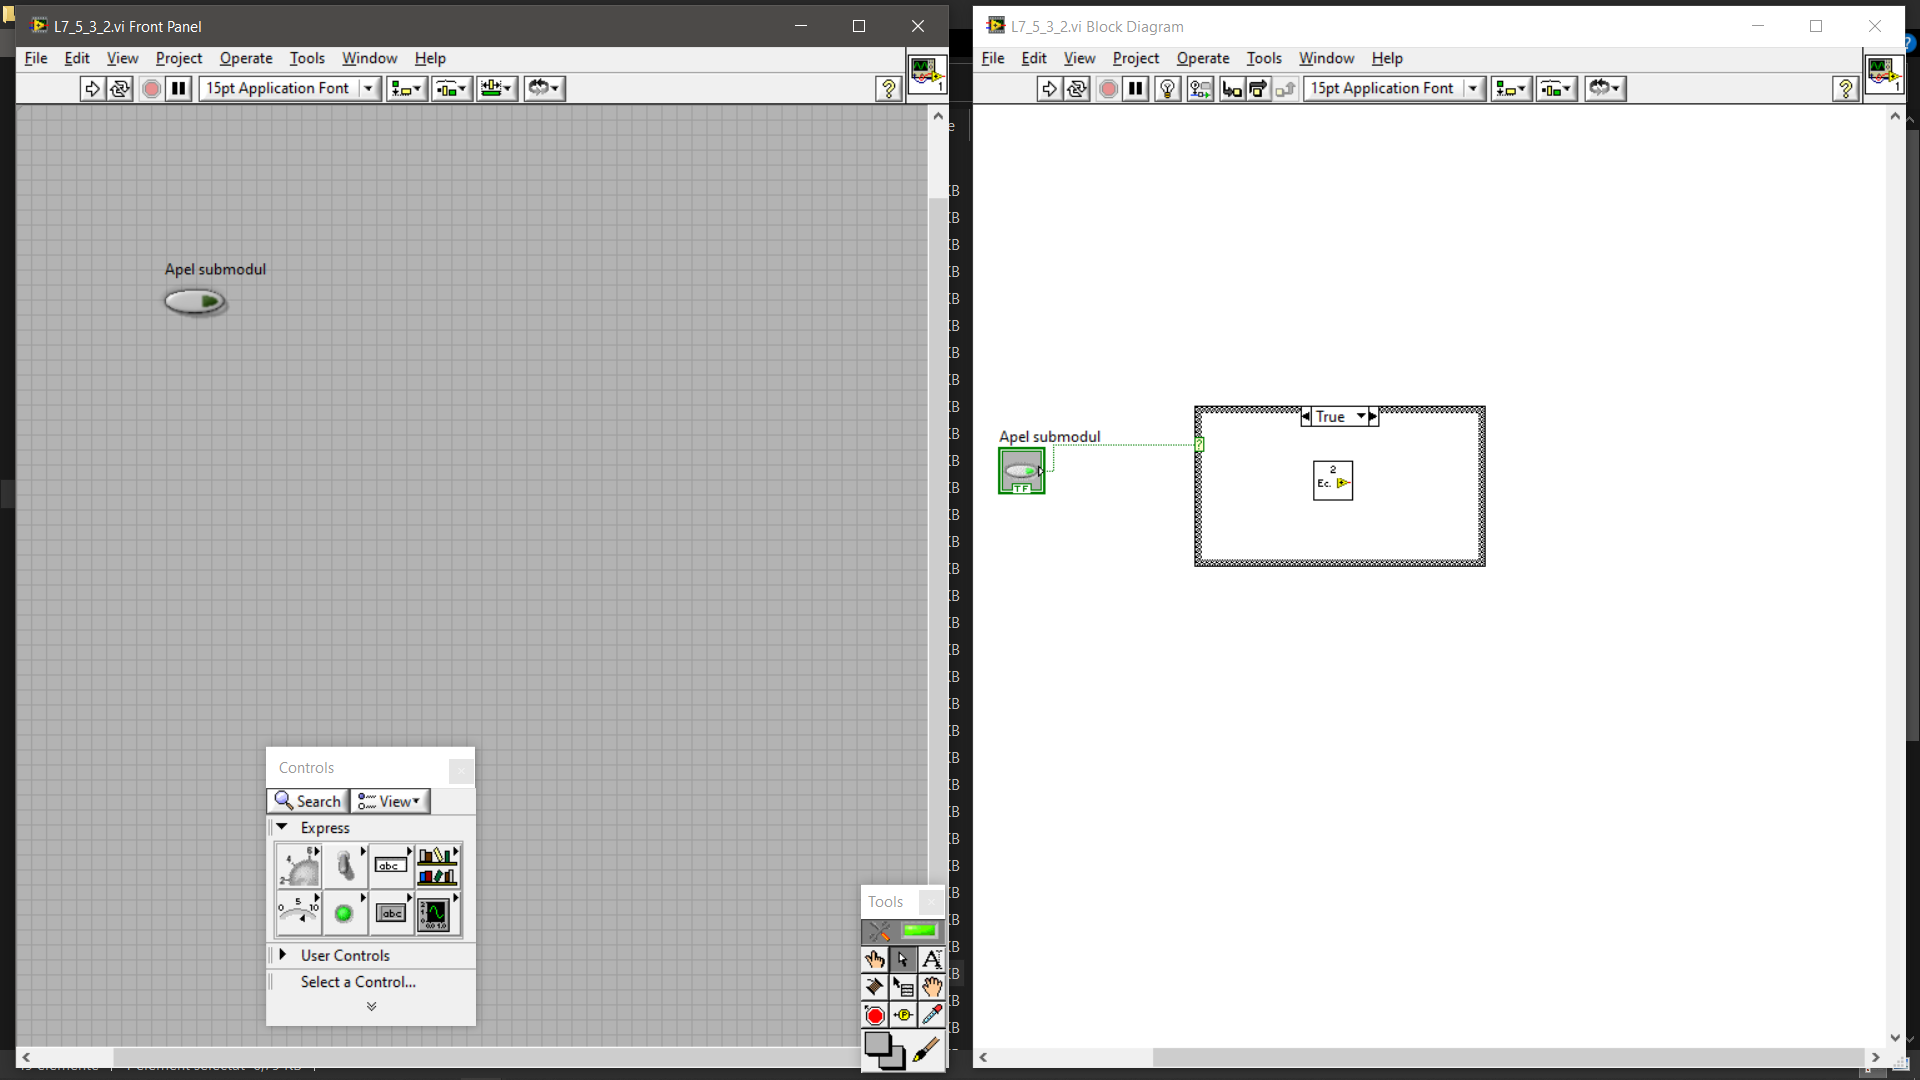 L7_5_3_2.vi Front Panel
File Edit View Project Operate Tools Window Help
15pt Application Font
1
Apel submodul
Controls
Search View
Express
User Controls
Select a Control...
Tools
L7_5_3_2.vi Block Diagram
File Edit View Project Operate Tools Window Help
15pt Application Font
1
True
Apel submodul
?
TF
2
Ec.